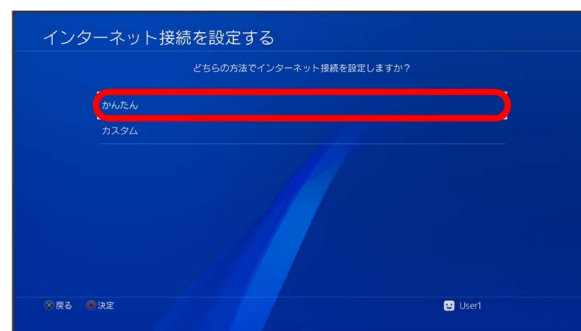 インターネット接続を設定する
どちらの方法でインターネット接続を設定しますか?
かんたん
カスタム
戻る 決定 User1